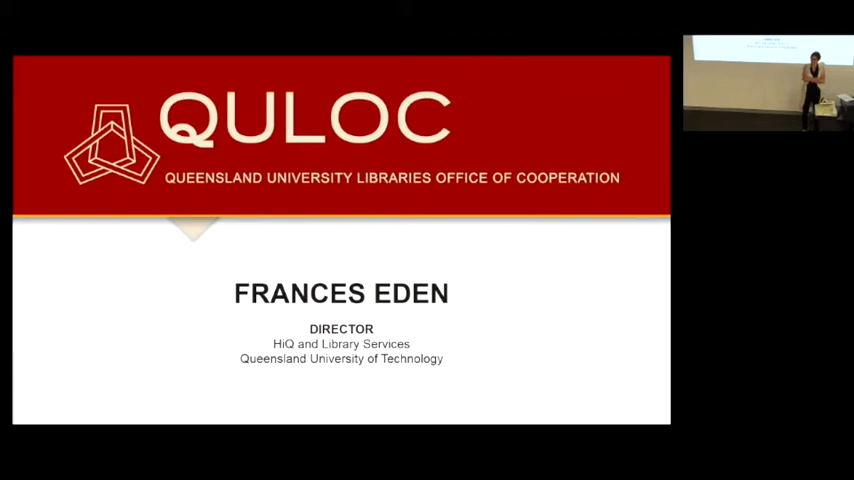 QULOC
QUEENSLAND UNIVERSITY LIBRARIES OFFICE OF COOPERATION
FRANCES EDEN
DIRECTOR
HiQ and Library Services
Queensland University of Technology